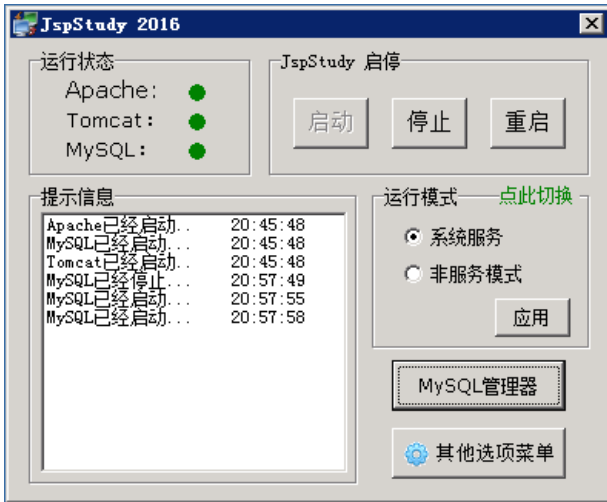 JspStudy 2016
运行状态
Apache:
Tomcat:
MySQL:
JspStudy 启停
启动
停止
重启
提示信息
Apache已经启动.. 20:45:48
MySQL已经启动... 20:45:48
Tomcat已经启动.. 20:45:48
MySQL已经停止... 20:57:49
MySQL已经启动... 20:57:55
MySQL已经启动... 20:57:58
运行模式
点此切换
系统服务
非服务模式
应用
MySQL管理器
其他选项菜单